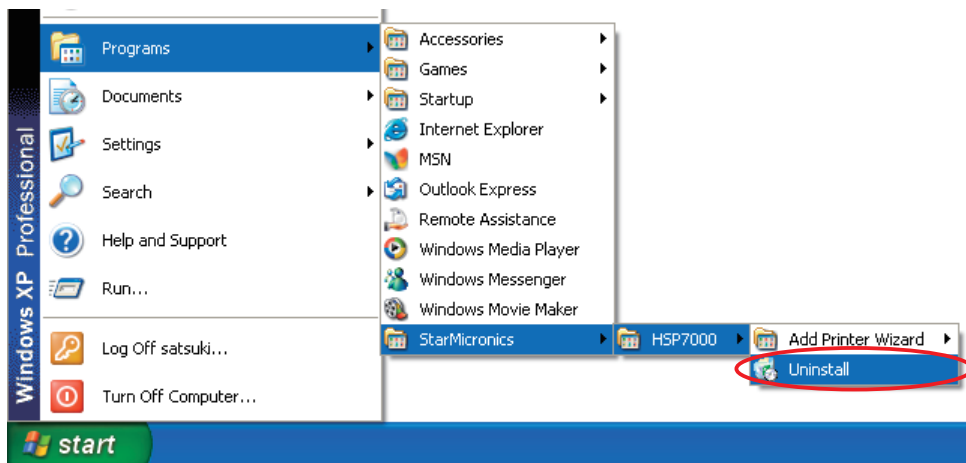 Windows XP Professional
Programs
Documents
Settings
Search
Help and Support
Run...
Log Off satsuki...
Turn Off Computer...
Accessories
Games
Startup
Internet Explorer
MSN
Outlook Express
Remote Assistance
Windows Media Player
Windows Messenger
Windows Movie Maker
StarMicronics
HSP7000
Add Printer Wizard
Uninstall
start